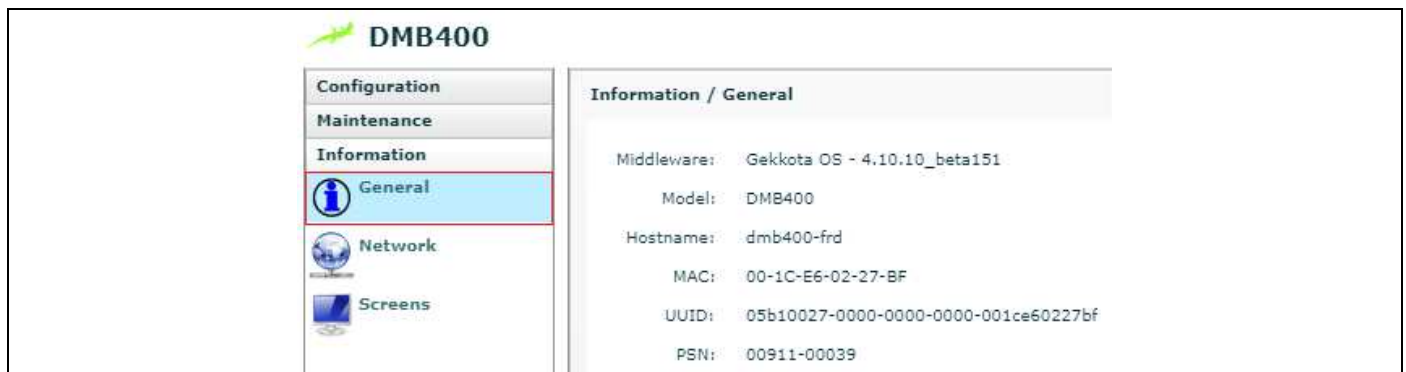 DMB400
Configuration
Maintenance
Information
General
Network
Screens
Information / General
Middleware: Gekkota OS - 4.10.10_beta151
Model: DMB400
Hostname: dmb400-frd
MAC: 00-1C-E6-02-27-BF
UUID: 05b10027-0000-0000-0000-001ce60227bf
PSN: 00911-00039